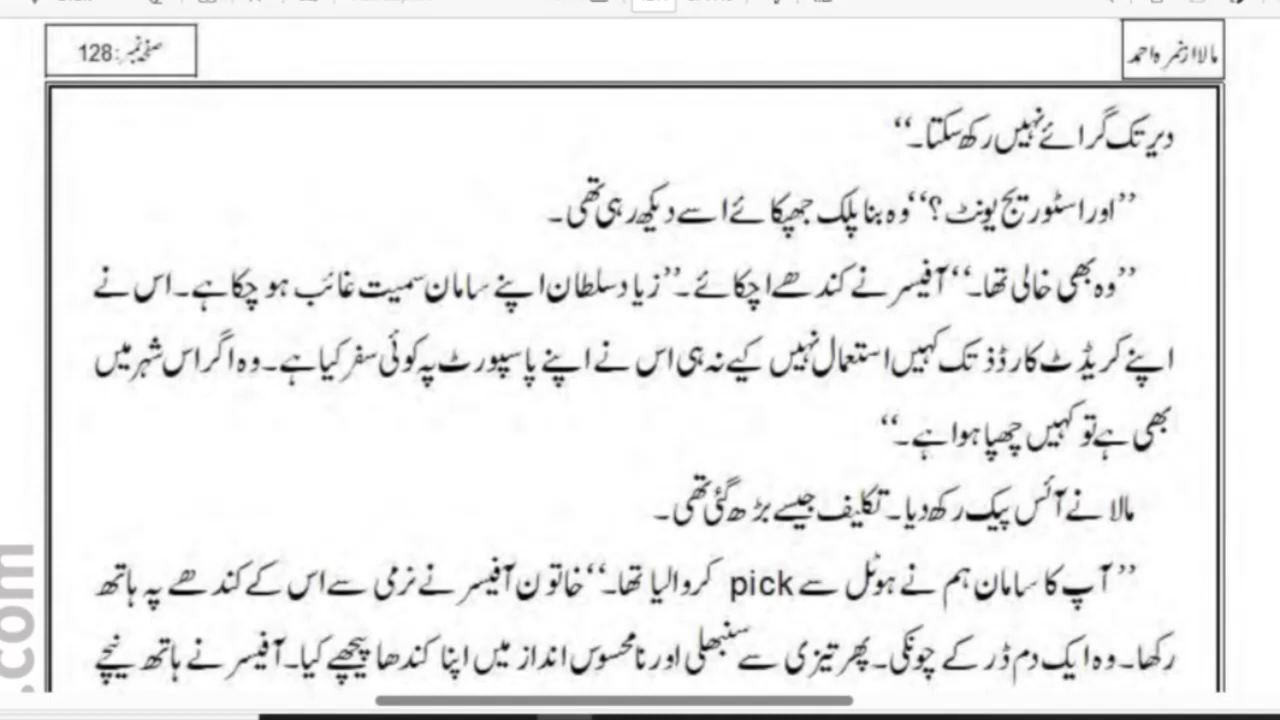 مالا از نمرہ احمد
صفحہ نمبر: 128
دیر تک گرائے نہیں رکھ سکتا۔‘‘
’’اور اسٹوریج یونٹ؟‘‘ وہ بنا پلک جھپکائے اسے دیکھ رہی تھی۔
’’وہ بھی خالی تھا۔‘‘ آفیسر نے کندھے اچکائے۔ ’’زیاد سلطان اپنے سامان سمیت غائب ہو چکا ہے۔ اس نے
اپنے کریڈٹ کارڈز تک کہیں استعمال نہیں کیے نہ ہی اس نے اپنے پاسپورٹ پہ کوئی سفر کیا ہے۔ وہ اگر اس شہر میں
بھی ہے تو کہیں چھپا ہوا ہے۔‘‘
مالا نے آئس پیک رکھ دیا۔ تکلیف جیسے بڑھ گئی تھی۔
’’آپ کا سامان ہم نے ہوٹل سے pick کروا لیا تھا۔‘‘ خاتون آفیسر نے نرمی سے اس کے کندھے پہ ہاتھ
رکھا۔ وہ ایک دم ڈر کے چونکی۔ پھر تیزی سے سنبھلی اور نامحسوس انداز میں اپنا کندھا پیچھے کیا۔ آفیسر نے ہاتھ نیچے
.com